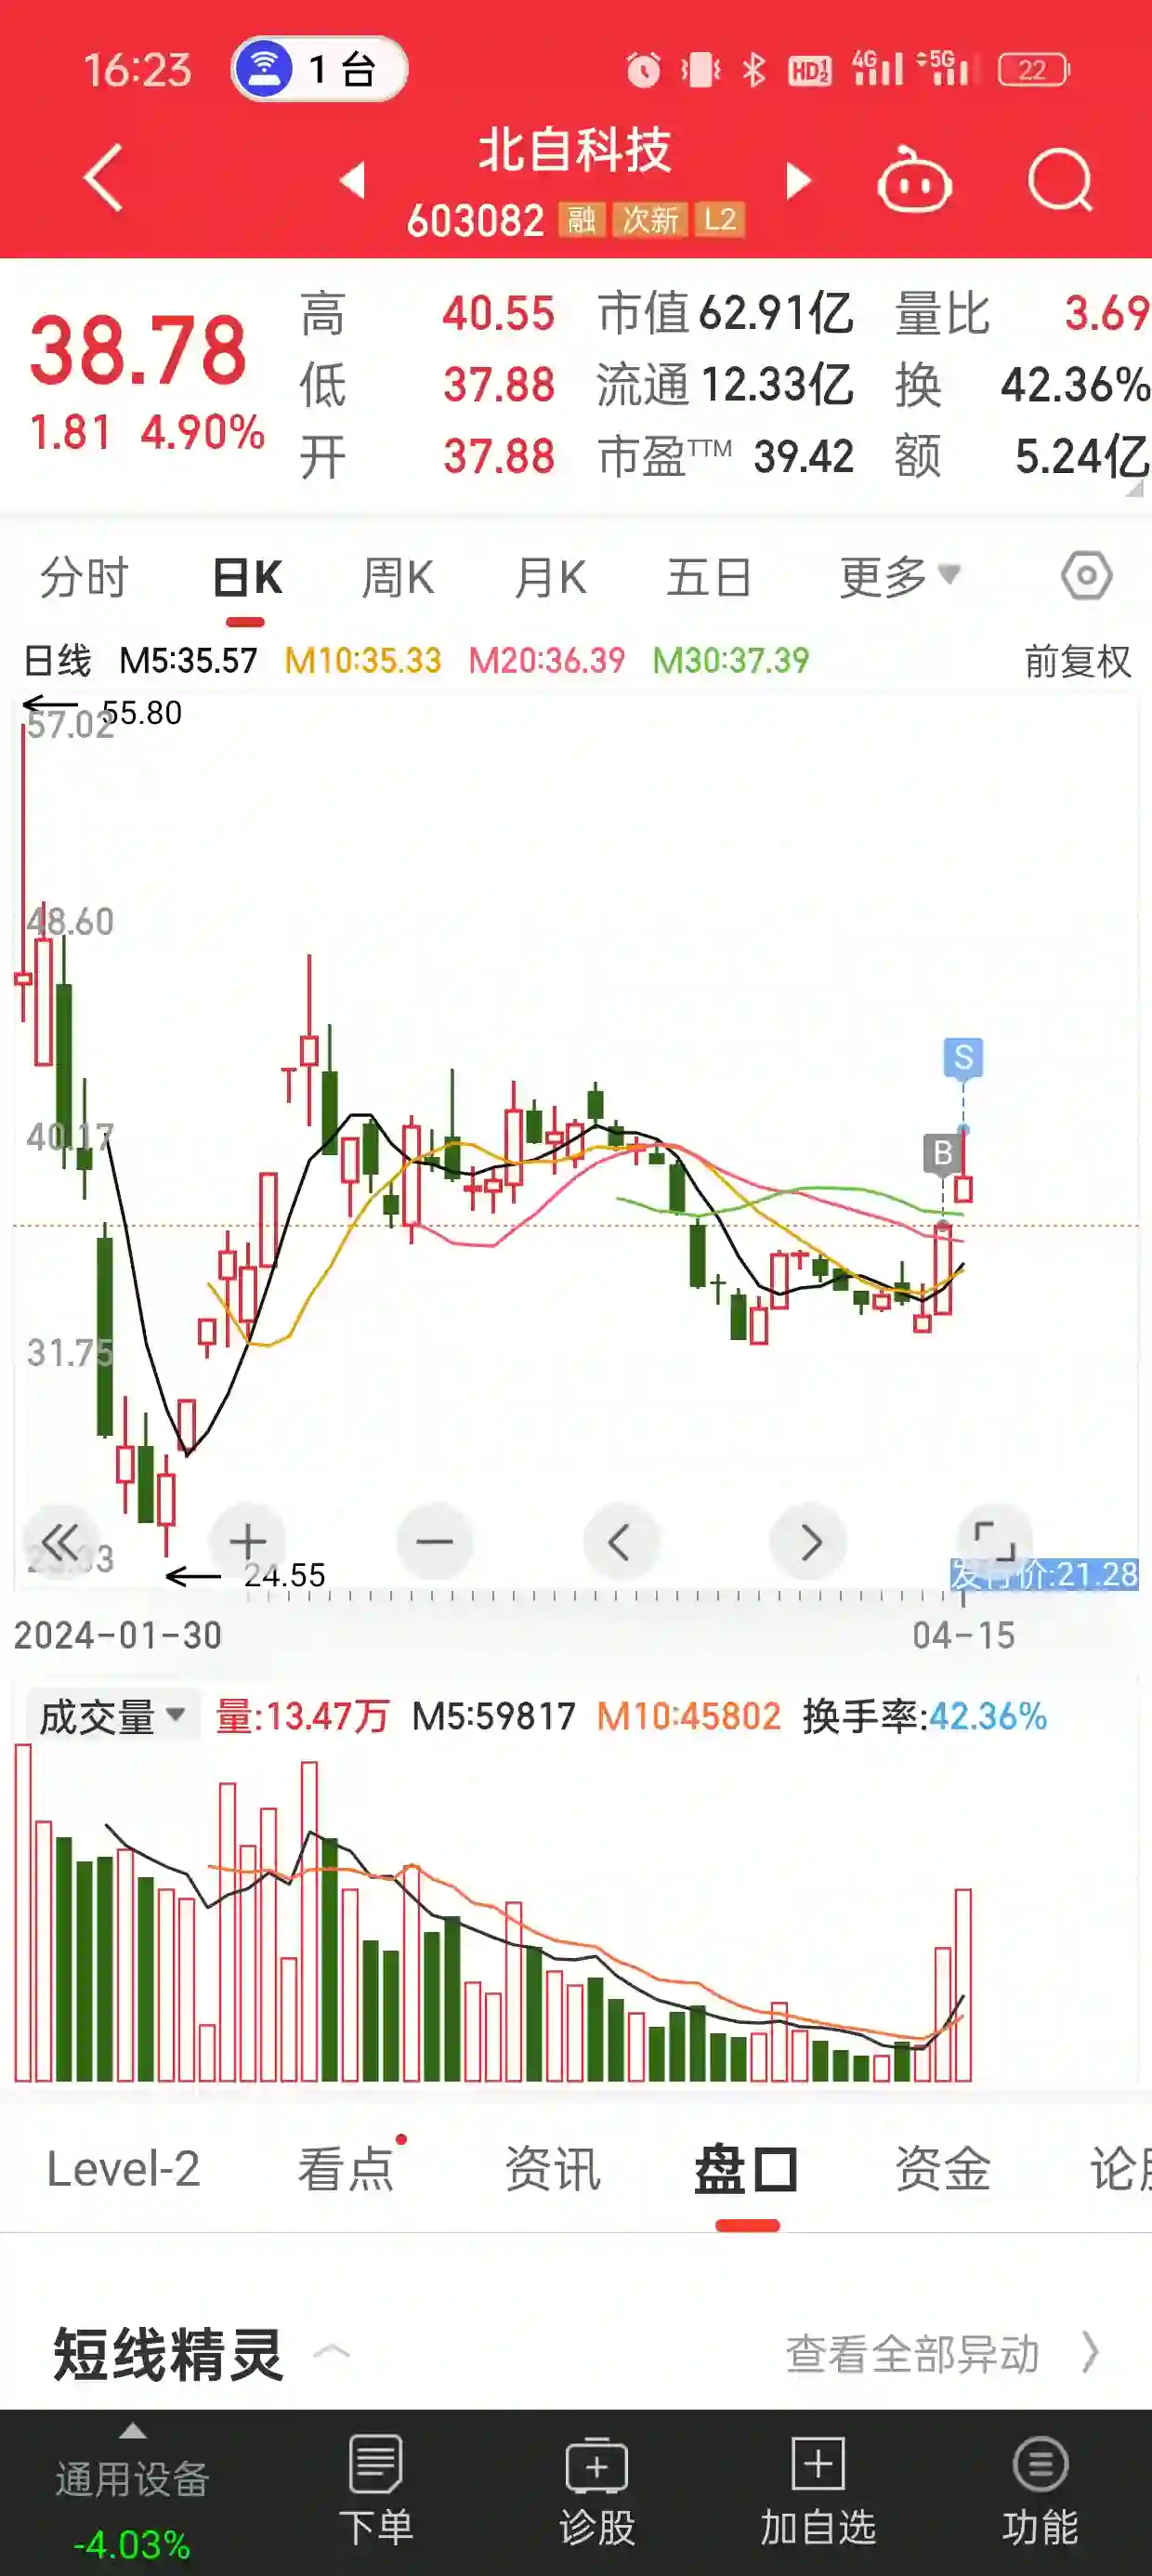 16:23 1 台 HD 1 2 4G 5G 22
北自科技
603082 融 次新 L2
38.78
1.81 4.90%
高 40.55 市值 62.91亿 量比 3.69
低 37.88 流通 12.33亿 换 42.36%
开 37.88 市盈TTM 39.42 额 5.24亿
分时 日K 周K 月K 五日 更多
日线 M5:35.57 M10:35.33 M20:36.39 M30:37.39 前复权
55.80
57.02
48.60
S
40.17
B
31.75
24.55
发行价:21.28
2024-01-30 04-15
成交量 量:13.47万 M5:59817 M10:45802 换手率:42.36%
Level-2 看点 资讯 盘口 资金 论
短线精灵 查看全部异动
通用设备 下单 诊股 加自选 功能
-4.03%